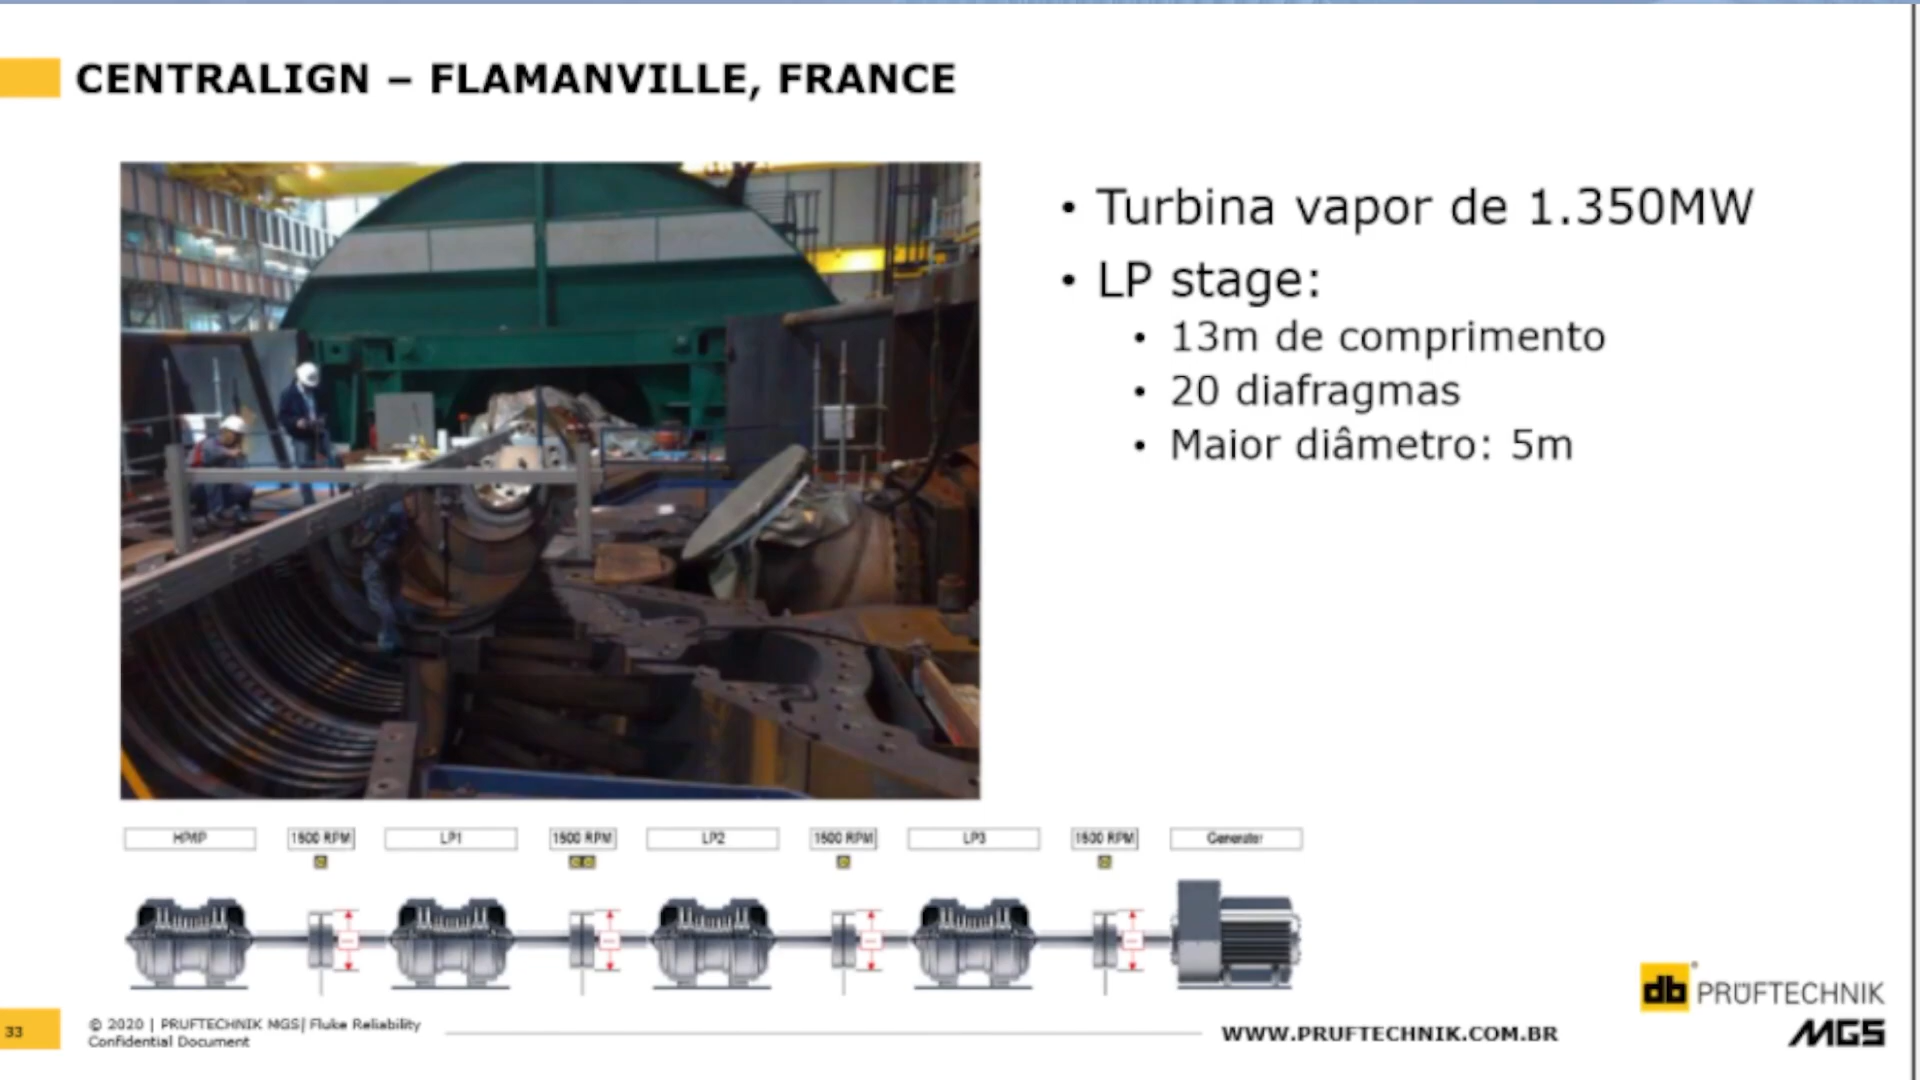 CENTRALIGN – FLAMANVILLE, FRANCE
• Turbina vapor de 1.350MW
• LP stage:
• 13m de comprimento
• 20 diafragmas
• Maior diâmetro: 5m
HP/IP 1500 RPM LP1 1500 RPM LP2 1500 RPM LP3 1500 RPM Generator
33
© 2020 | PRUFTECHNIK MGS| Fluke Reliability
Confidential Document
WWW.PRUFTECHNIK.COM.BR
db PRÜFTECHNIK
MGS